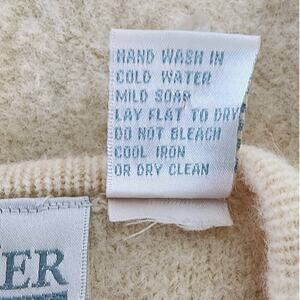 HAND WASH IN
COLD WATER
MILD SOAP
LAY FLAT TO DRY
DO NOT BLEACH
COOL IRON
OR DRY CLEAN
ER